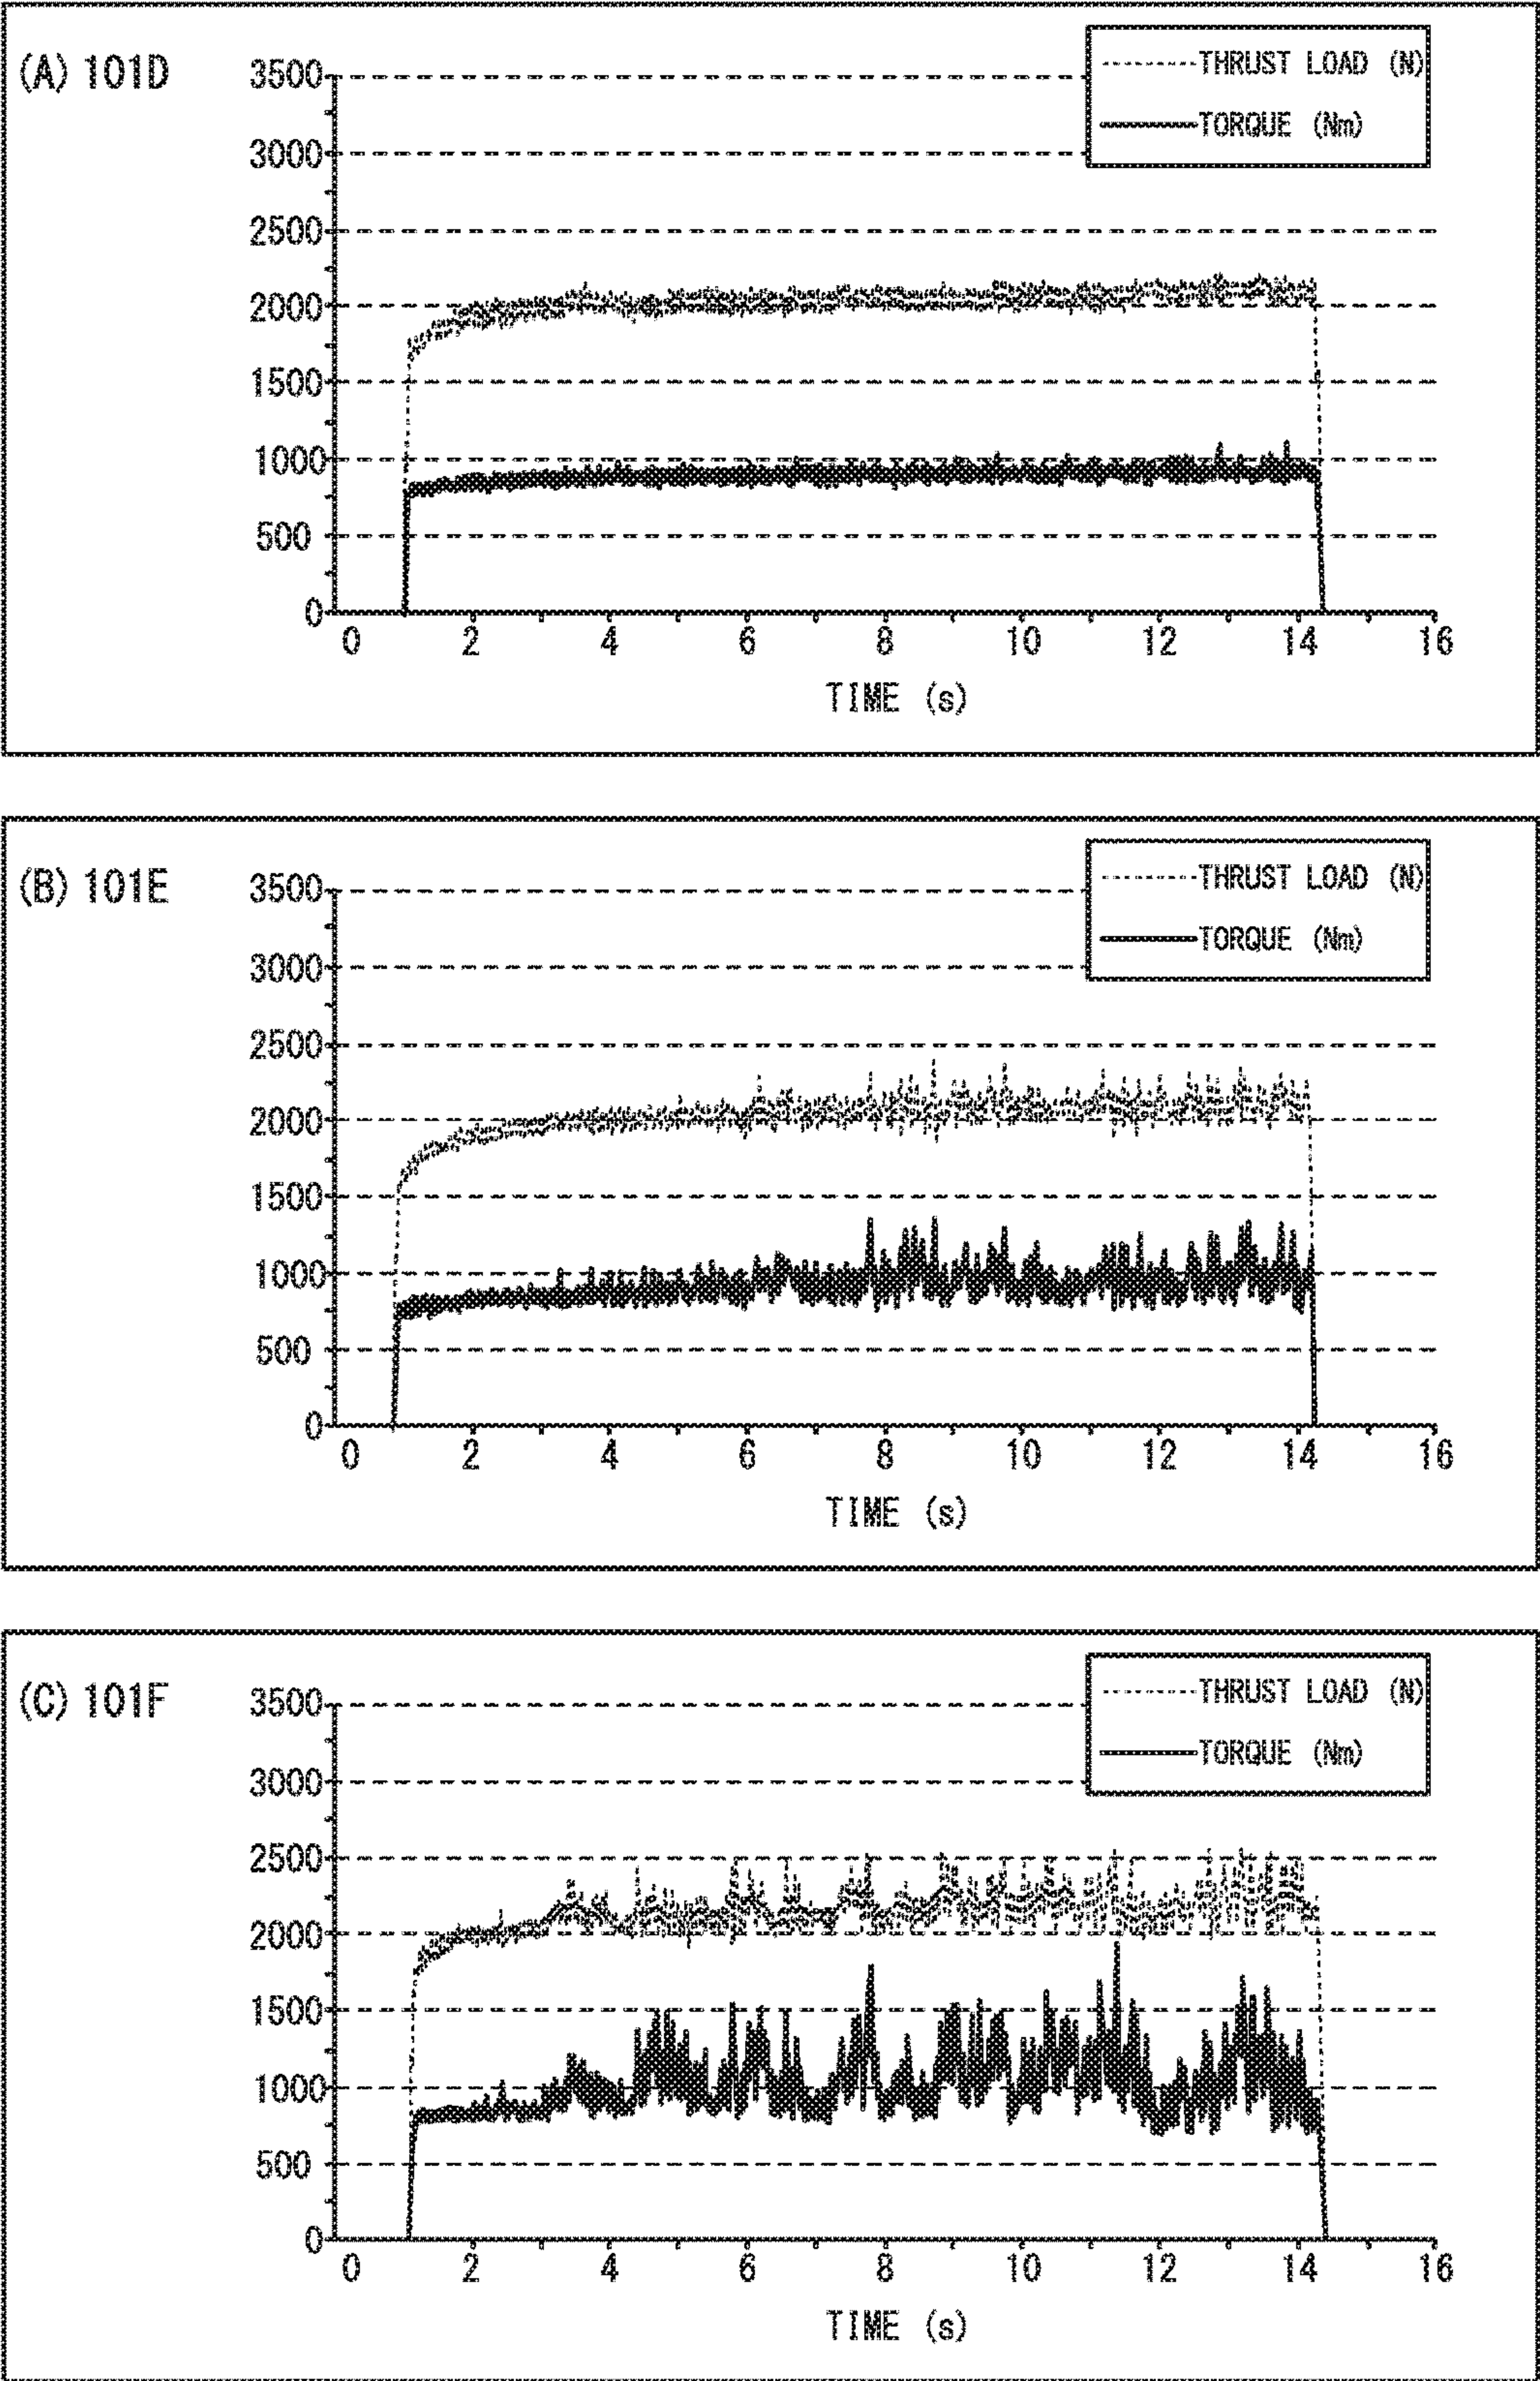 (A) 101D
THRUST LOAD (N)
TORQUE (Nm)
3500
3000
2500
2000
1500
1000
500
0
0 2 4 6 8 10 12 14 16
TIME (s)
(B) 101E
THRUST LOAD (N)
TORQUE (Nm)
3500
3000
2500
2000
1500
1000
500
0
0 2 4 6 8 10 12 14 16
TIME (s)
(C) 101F
THRUST LOAD (N)
TORQUE (Nm)
3500
3000
2500
2000
1500
1000
500
0
0 2 4 6 8 10 12 14 16
TIME (s)